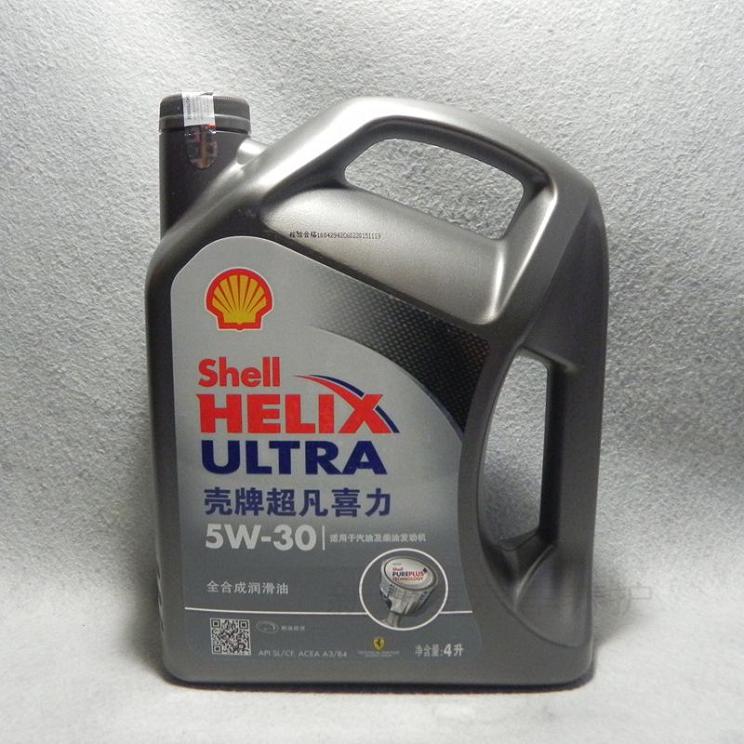 Shell
HELIX
ULTRA
壳牌超凡喜力
5W-30 适用于汽油及柴油发动机
Shell
PUREPLUS
TECHNOLOGY
全合成润滑油
API SL/CF, ACEA A3/B4
净含量:4升